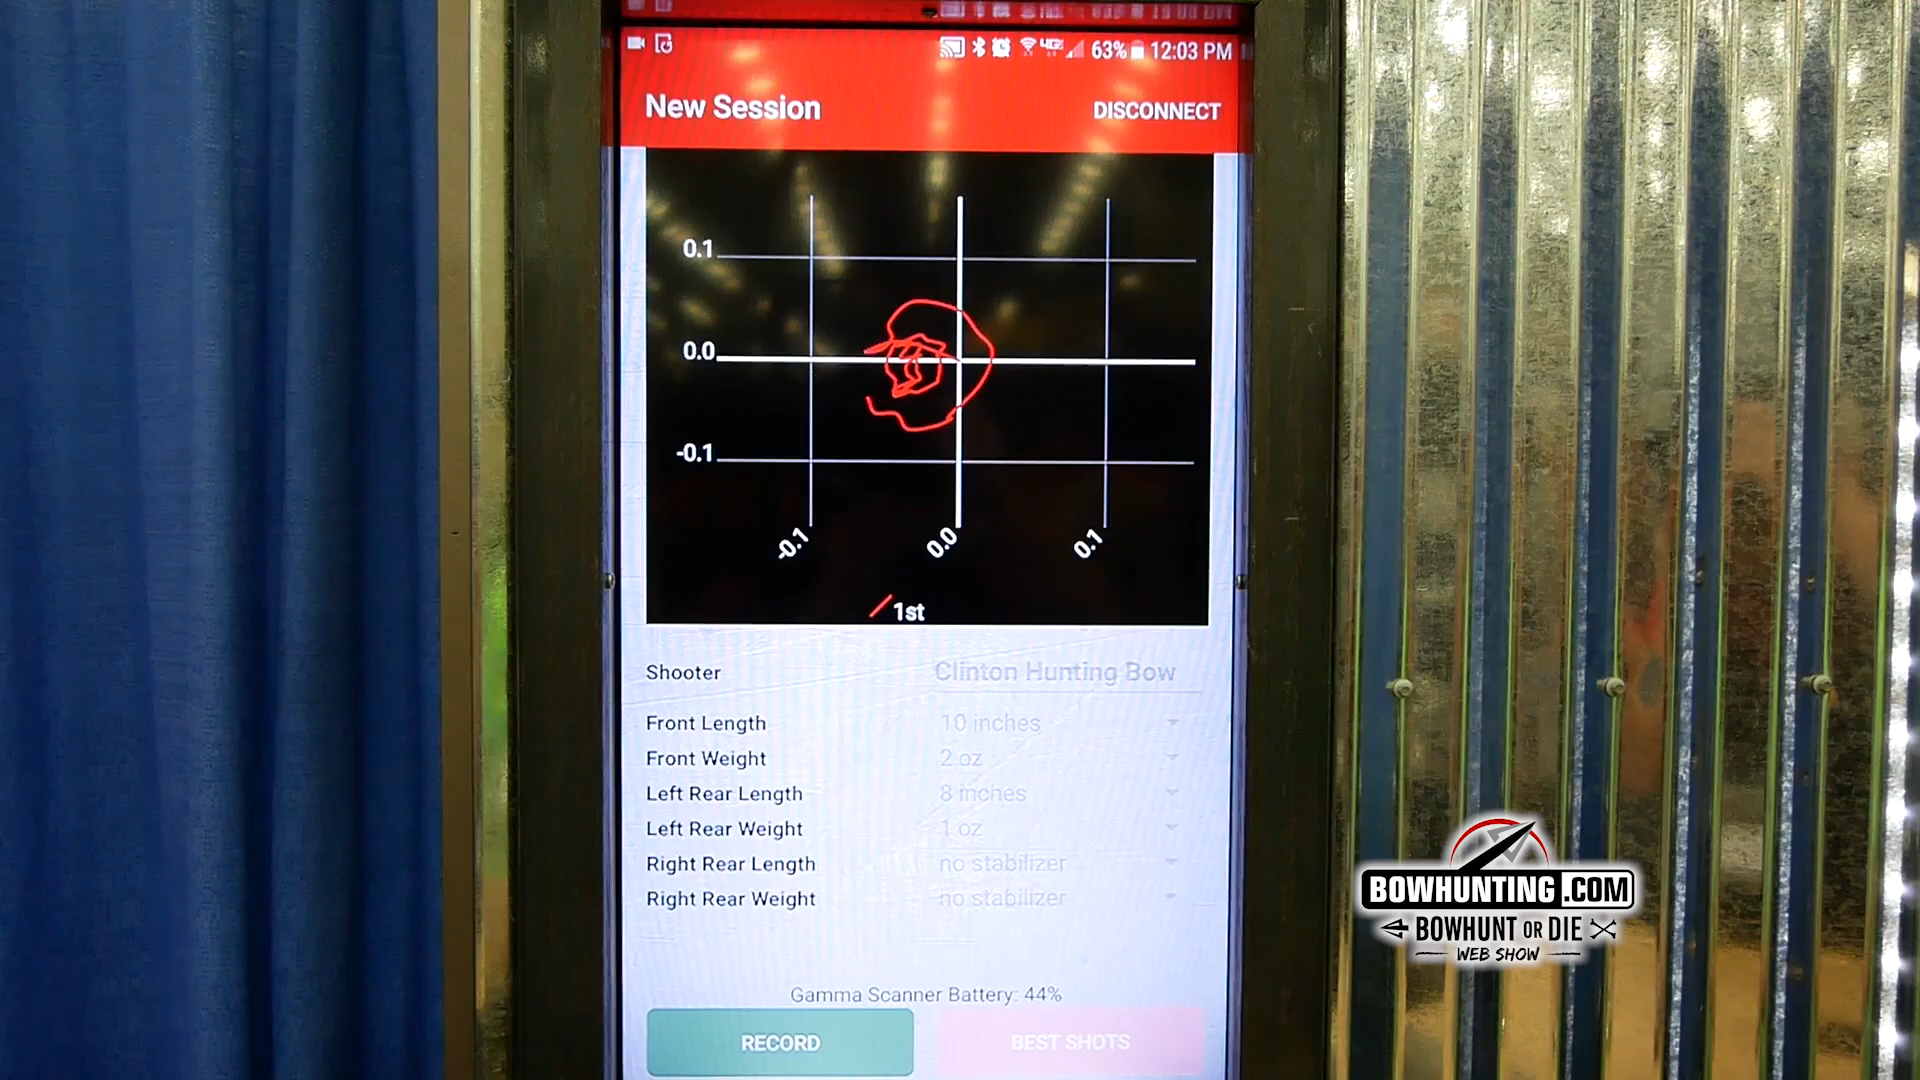 4GE 63% 12:03 PM
New Session DISCONNECT
0.1
0.0
-0.1
-0.1 0.0 0.1
1st
Shooter Clinton Hunting Bow
Front Length 10 inches
Front Weight 2 oz
Left Rear Length 8 inches
Left Rear Weight 1 oz
Right Rear Length no stabilizer
Right Rear Weight no stabilizer
Gamma Scanner Battery: 44%
RECORD BEST SHOTS
BOWHUNTING.COM
BOWHUNT OR DIE
WEB SHOW